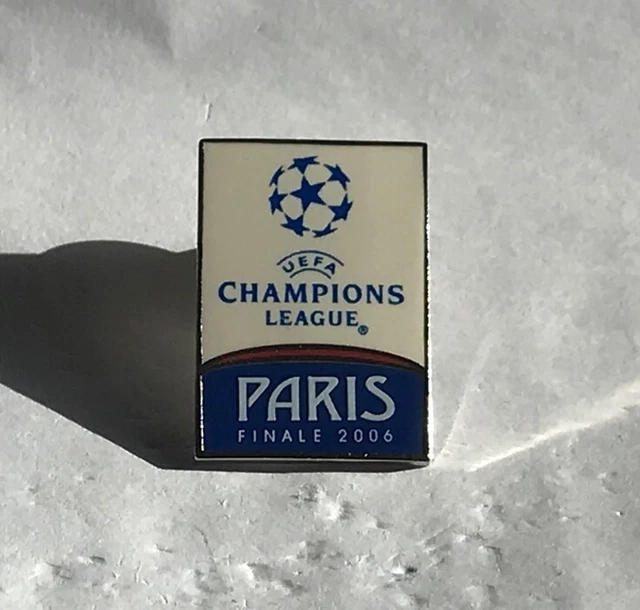 UEFA
CHAMPIONS
LEAGUE®
PARIS
FINALE 2006